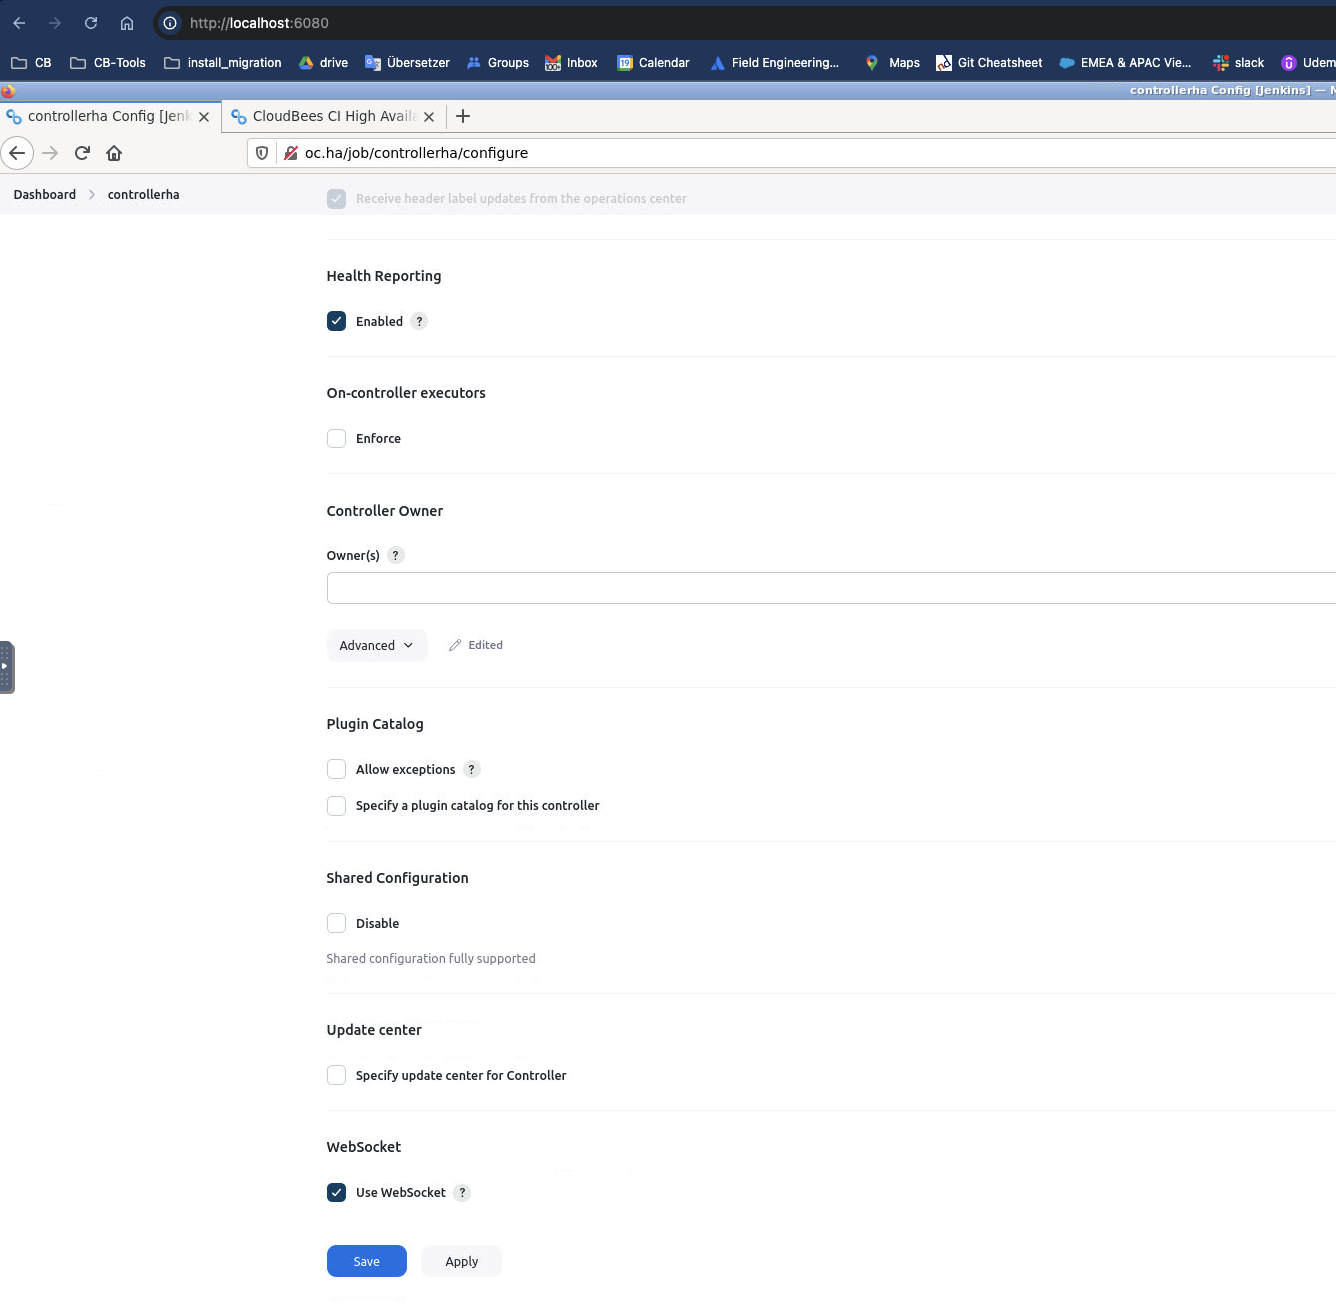 http://localhost:6080
CB CB-Tools install_migration drive Übersetzer Groups Inbox Calendar Field Engineering... Maps Git Cheatsheet EMEA & APAC Vie... slack Udem
controllerha Config [Jenkins] — M
controllerha Config [Jenk CloudBees CI High Availa
oc.ha/job/controllerha/configure
Dashboard controllerha
Receive header label updates from the operations center
Health Reporting
Enabled ?
On-controller executors
Enforce
Controller Owner
Owner(s) ?
Advanced Edited
Plugin Catalog
Allow exceptions ?
Specify a plugin catalog for this controller
Shared Configuration
Disable
Shared configuration fully supported
Update center
Specify update center for Controller
WebSocket
Use WebSocket ?
Save Apply